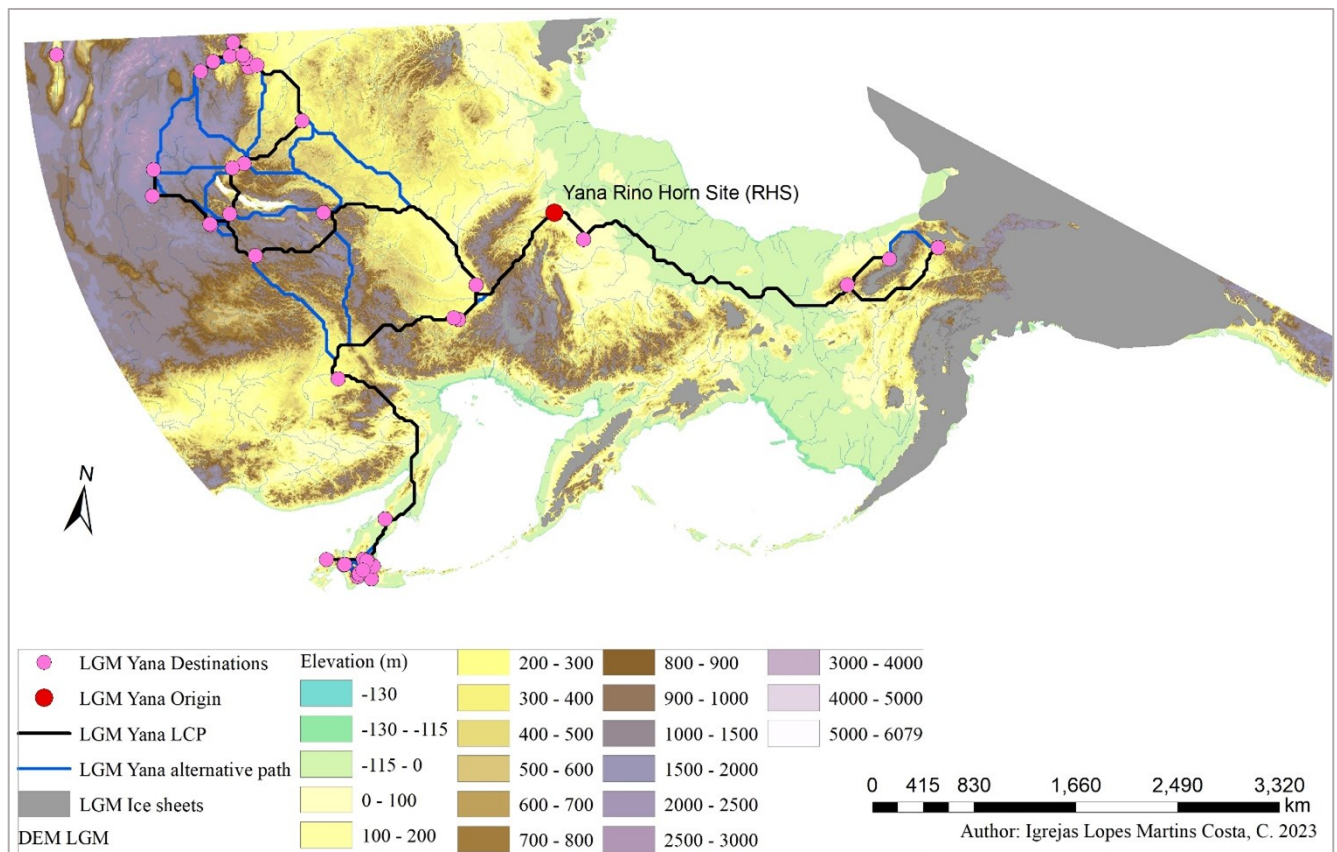 Yana Rino Horn Site (RHS)
N
LGM Yana Destinations
LGM Yana Origin
LGM Yana LCP
LGM Yana alternative path
LGM Ice sheets
DEM LGM
Elevation (m)
-130
-130 - -115
-115 - 0
0 - 100
100 - 200
200 - 300
300 - 400
400 - 500
500 - 600
600 - 700
700 - 800
800 - 900
900 - 1000
1000 - 1500
1500 - 2000
2000 - 2500
2500 - 3000
3000 - 4000
4000 - 5000
5000 - 6079
0 415 830 1,660 2,490 3,320
km
Author: Igrejas Lopes Martins Costa, C. 2023